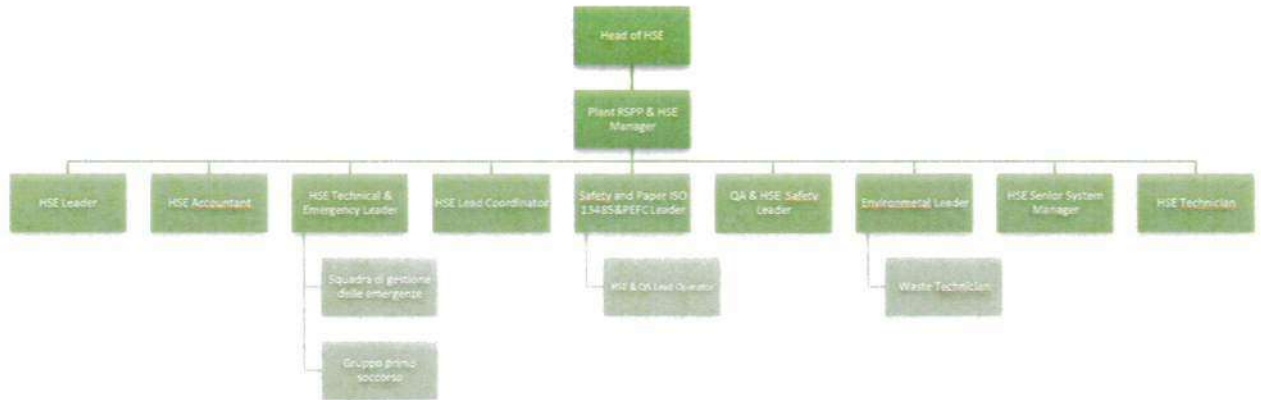 Head of HSE
Plant RSPP & HSE
Manager
HSE Leader
HSE Accountant
HSE Technical &
Emergency Leader
HSE Lead Coordinator
Safety and Paper ISO
13485&PEFC Leader
QA & HSE Safety
Leader
Environmetal Leader
HSE Senior System
Manager
HSE Technician
Squadra di gestione
delle emergenze
HSE & QA Lead Operator
Waste Technician
Gruppo primo
soccorso